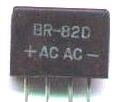 BR-82D
+ AC AC -